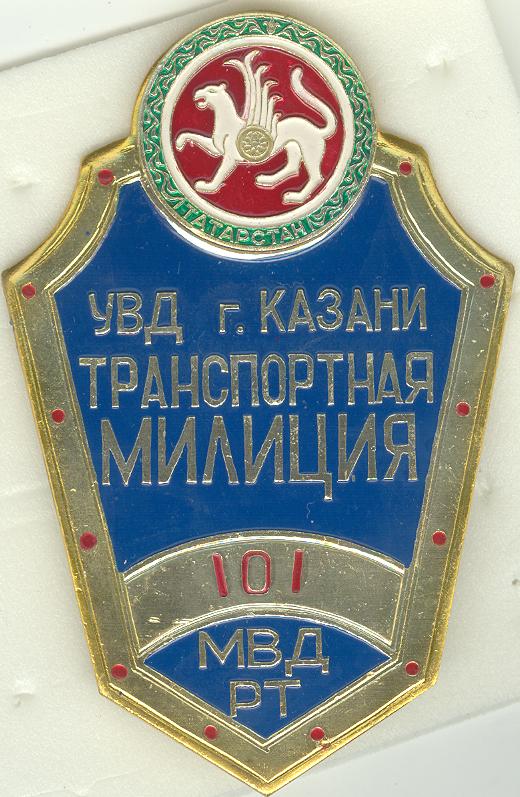 ТАТАРСТАН
УВД г. КАЗАНИ
ТРАНСПОРТНАЯ
МИЛИЦИЯ
101
МВД
РТ